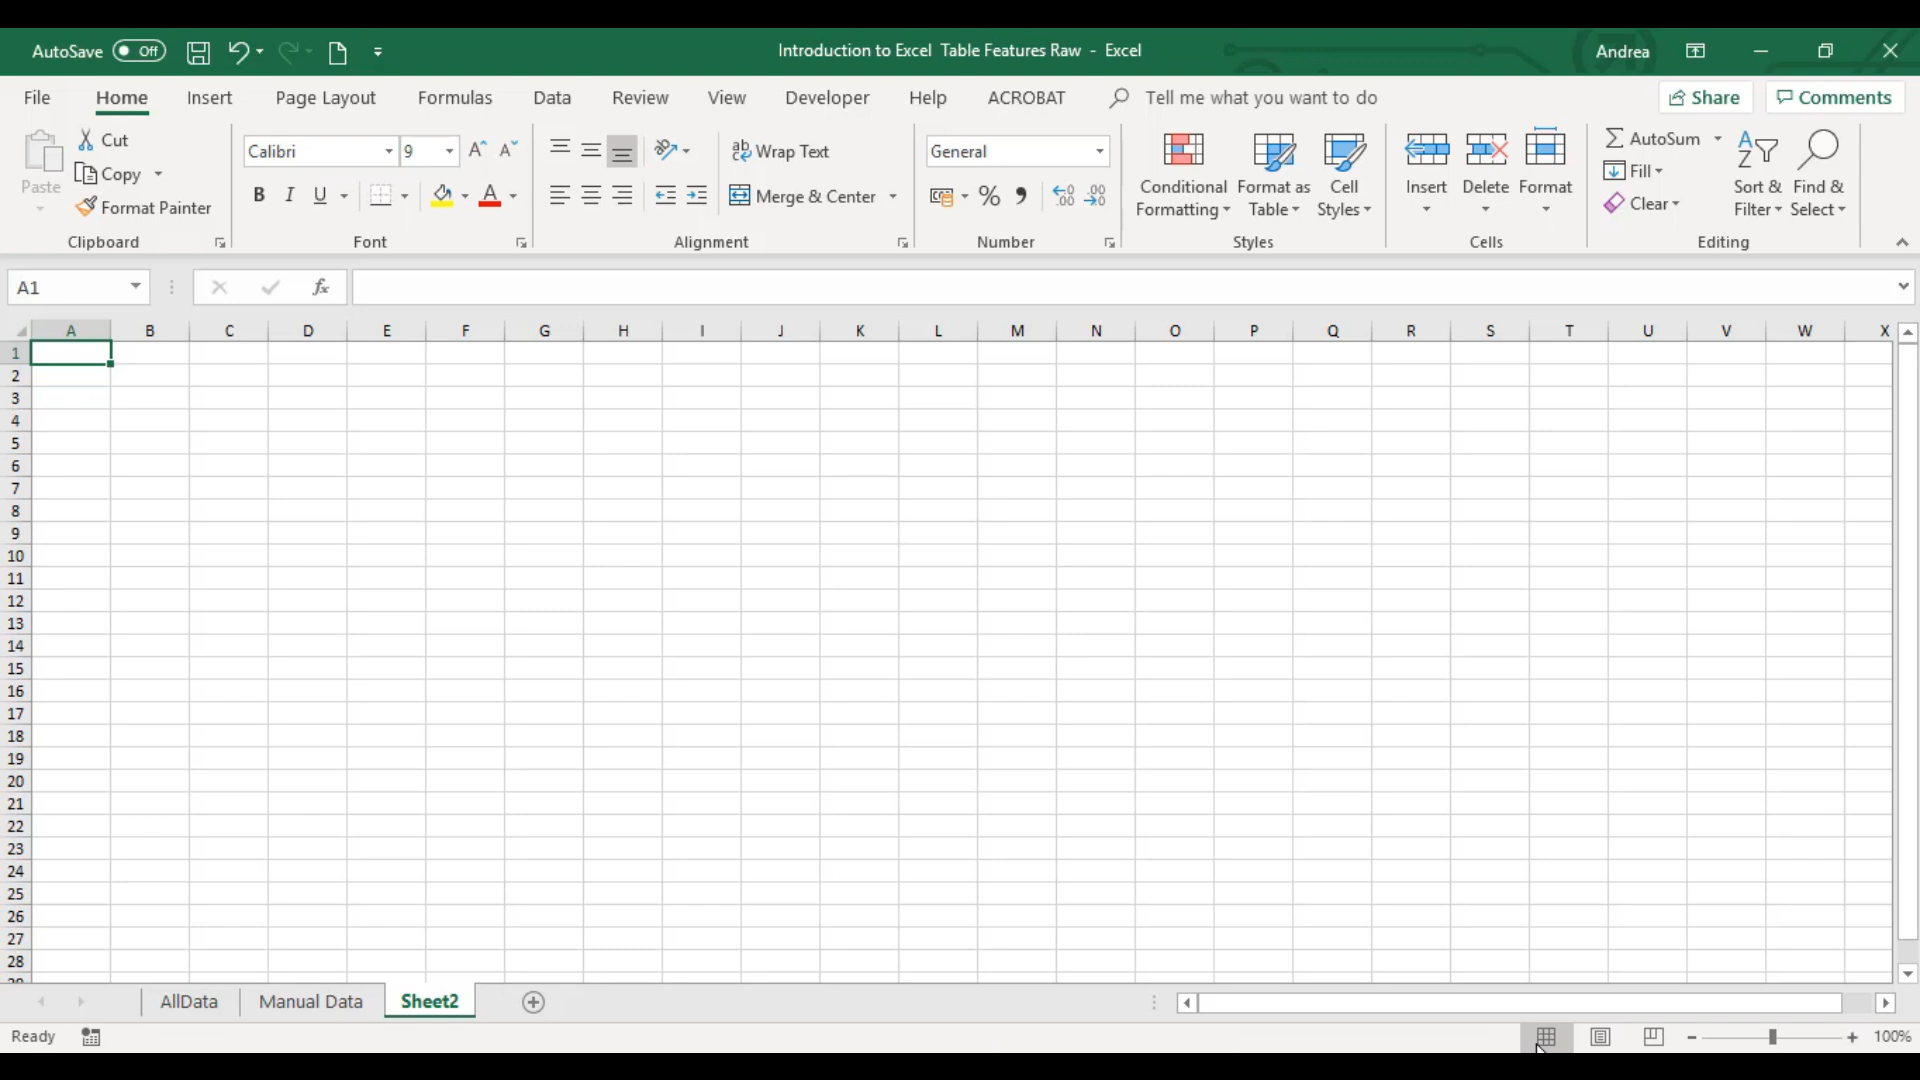 AutoSave Off Introduction to Excel Table Features Raw - Excel Andrea
File Home Insert Page Layout Formulas Data Review View Developer Help ACROBAT Tell me what you want to do Share Comments
Paste
Cut
Copy
Format Painter
Clipboard
Calibri 9
B I U A
Font
Wrap Text
Merge & Center
Alignment
General
%
Number
Conditional Formatting
Format as Table
Cell Styles
Styles
Insert Delete Format
Cells
AutoSum
Fill
Clear
Sort & Filter
Find & Select
Editing
A1 fx
A B C D E F G H I J K L M N O P Q R S T U V W X
1
2
3
4
5
6
7
8
9
10
11
12
13
14
15
16
17
18
19
20
21
22
23
24
25
26
27
28
AllData Manual Data Sheet2
Ready 100%